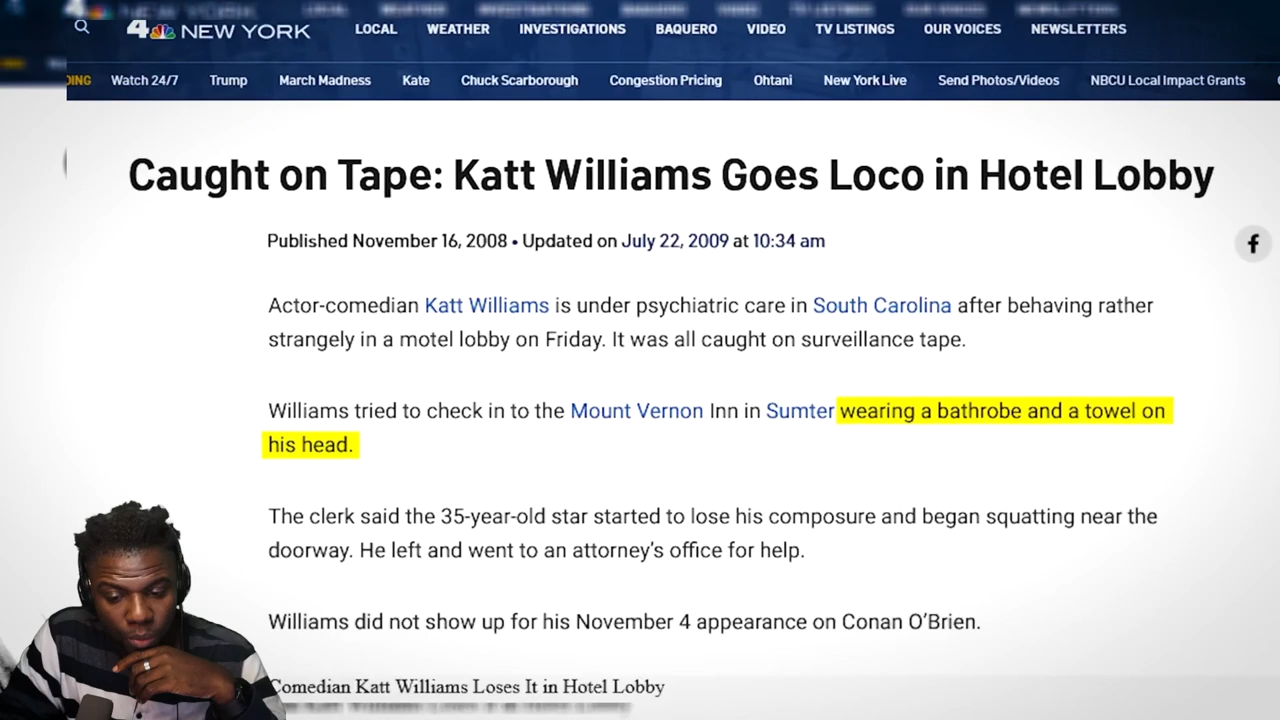 4 NEW YORK LOCAL WEATHER INVESTIGATIONS BAQUERO VIDEO TV LISTINGS OUR VOICES NEWSLETTERS
DING Watch 24/7 Trump March Madness Kate Chuck Scarborough Congestion Pricing Ohtani New York Live Send Photos/Videos NBCU Local Impact Grants
Caught on Tape: Katt Williams Goes Loco in Hotel Lobby
Published November 16, 2008 • Updated on July 22, 2009 at 10:34 am
f
Actor-comedian Katt Williams is under psychiatric care in South Carolina after behaving rather
strangely in a motel lobby on Friday. It was all caught on surveillance tape.
Williams tried to check in to the Mount Vernon Inn in Sumter wearing a bathrobe and a towel on
his head.
The clerk said the 35-year-old star started to lose his composure and began squatting near the
doorway. He left and went to an attorney's office for help.
Williams did not show up for his November 4 appearance on Conan O'Brien.
Comedian Katt Williams Loses It in Hotel Lobby